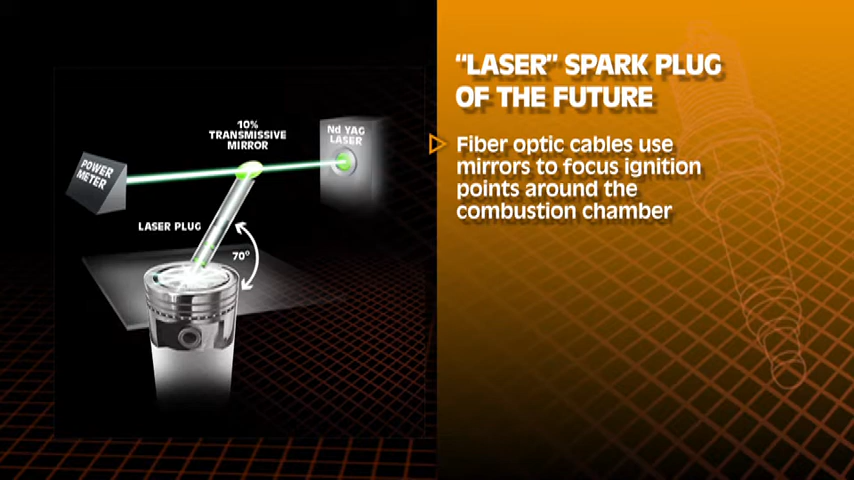 "LASER" SPARK PLUG
OF THE FUTURE
Fiber optic cables use
mirrors to focus ignition
points around the
combustion chamber
10%
TRANSMISSIVE
MIRROR
Nd YAG
LASER
POWER
METER
LASER PLUG
70°